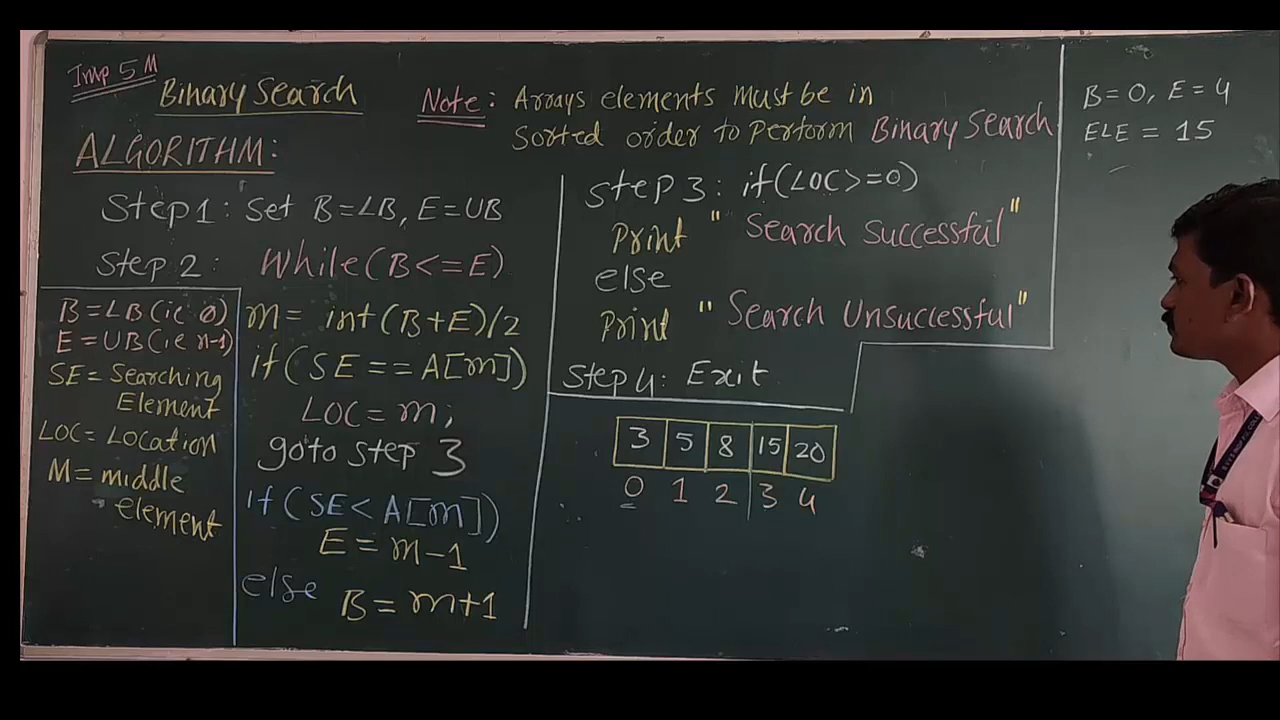 Imp 5 M
Binary Search
Note: Arrays elements must be in
Sorted order to Perform Binary Search
ALGORITHM:
Step 1: Set B=LB, E=UB
Step 2: While(B<=E)
B=LB(ie 0)
E=UB(ie n-1)
SE= Searching
Element
LOC= LOCation
M= middle
element
m= int(B+E)/2
if(SE==A[m])
LOC=m;
goto step 3
if(SE<A[m])
E=m-1
else B=m+1
Step 3: if(LOC>=0)
Print " Search Successful"
else
Print " Search Unsuccessful"
Step 4: Exit
3 5 8 15 20
0 1 2 3 4
B=0, E=4
ELE = 15